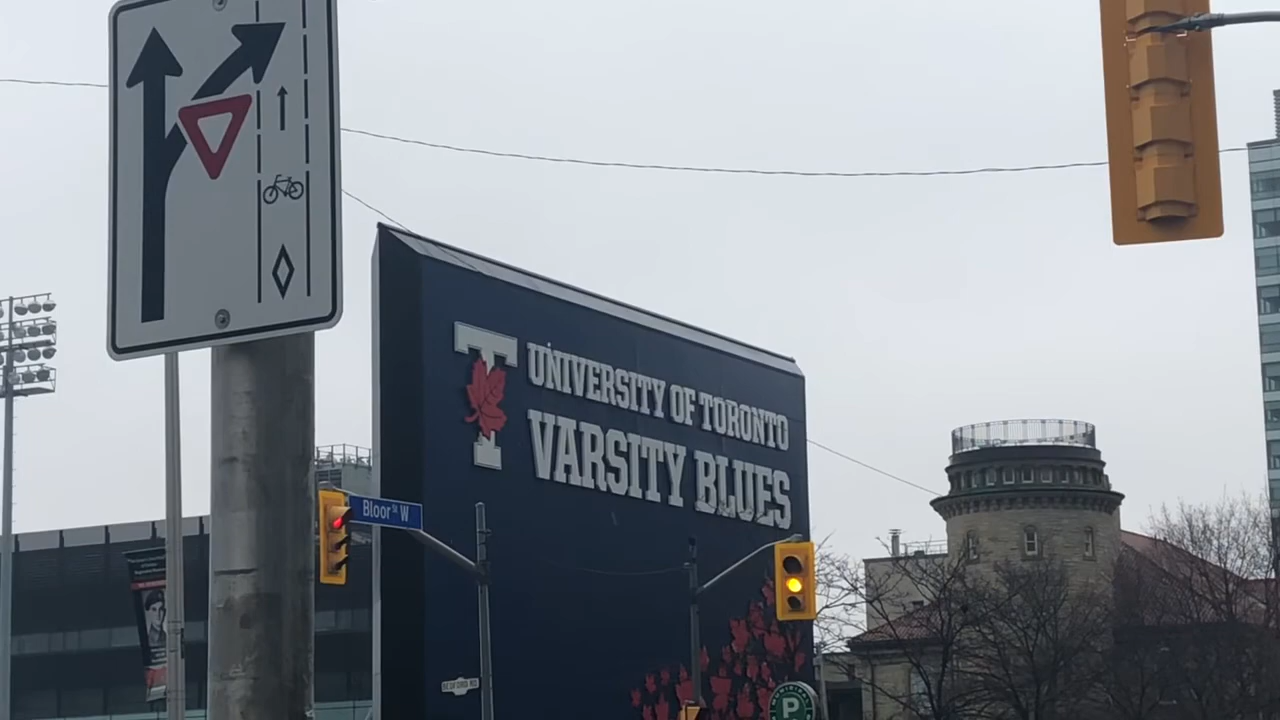 T
UNIVERSITY OF TORONTO
VARSITY BLUES
Bloor St W
P